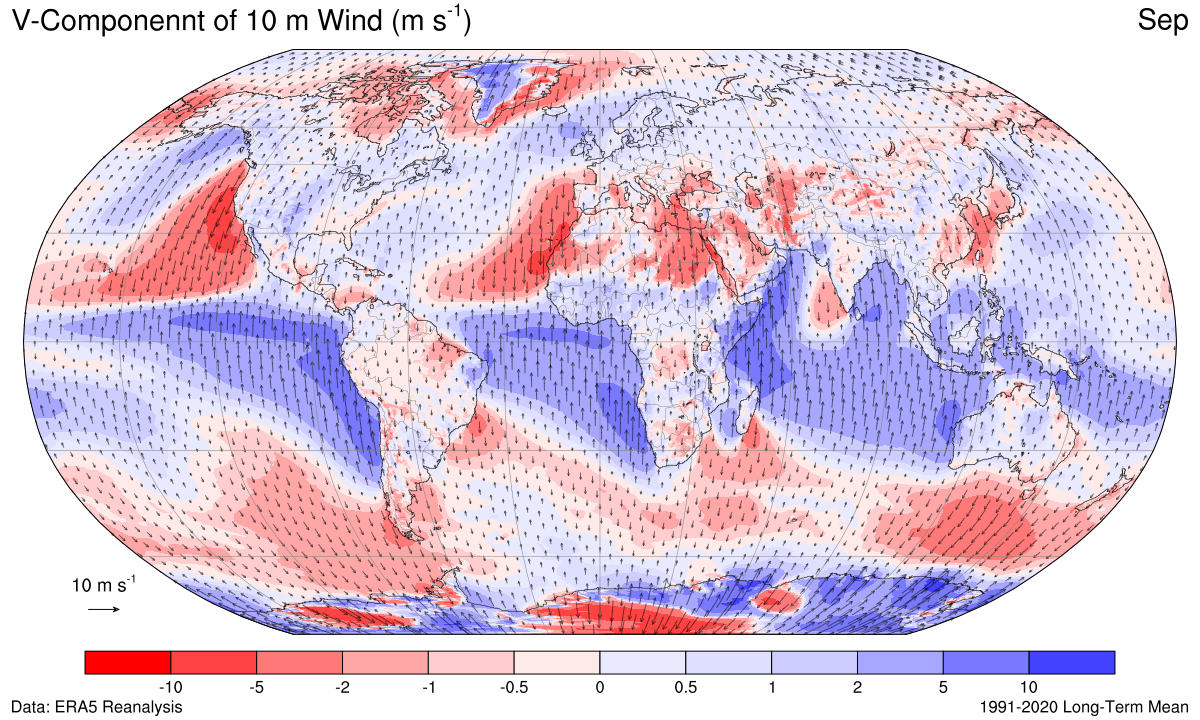 V-Componennt of 10 m Wind (m s-1)
Sep
10 m s-1
-10 -5 -2 -1 -0.5 0 0.5 1 2 5 10
Data: ERA5 Reanalysis
1991-2020 Long-Term Mean